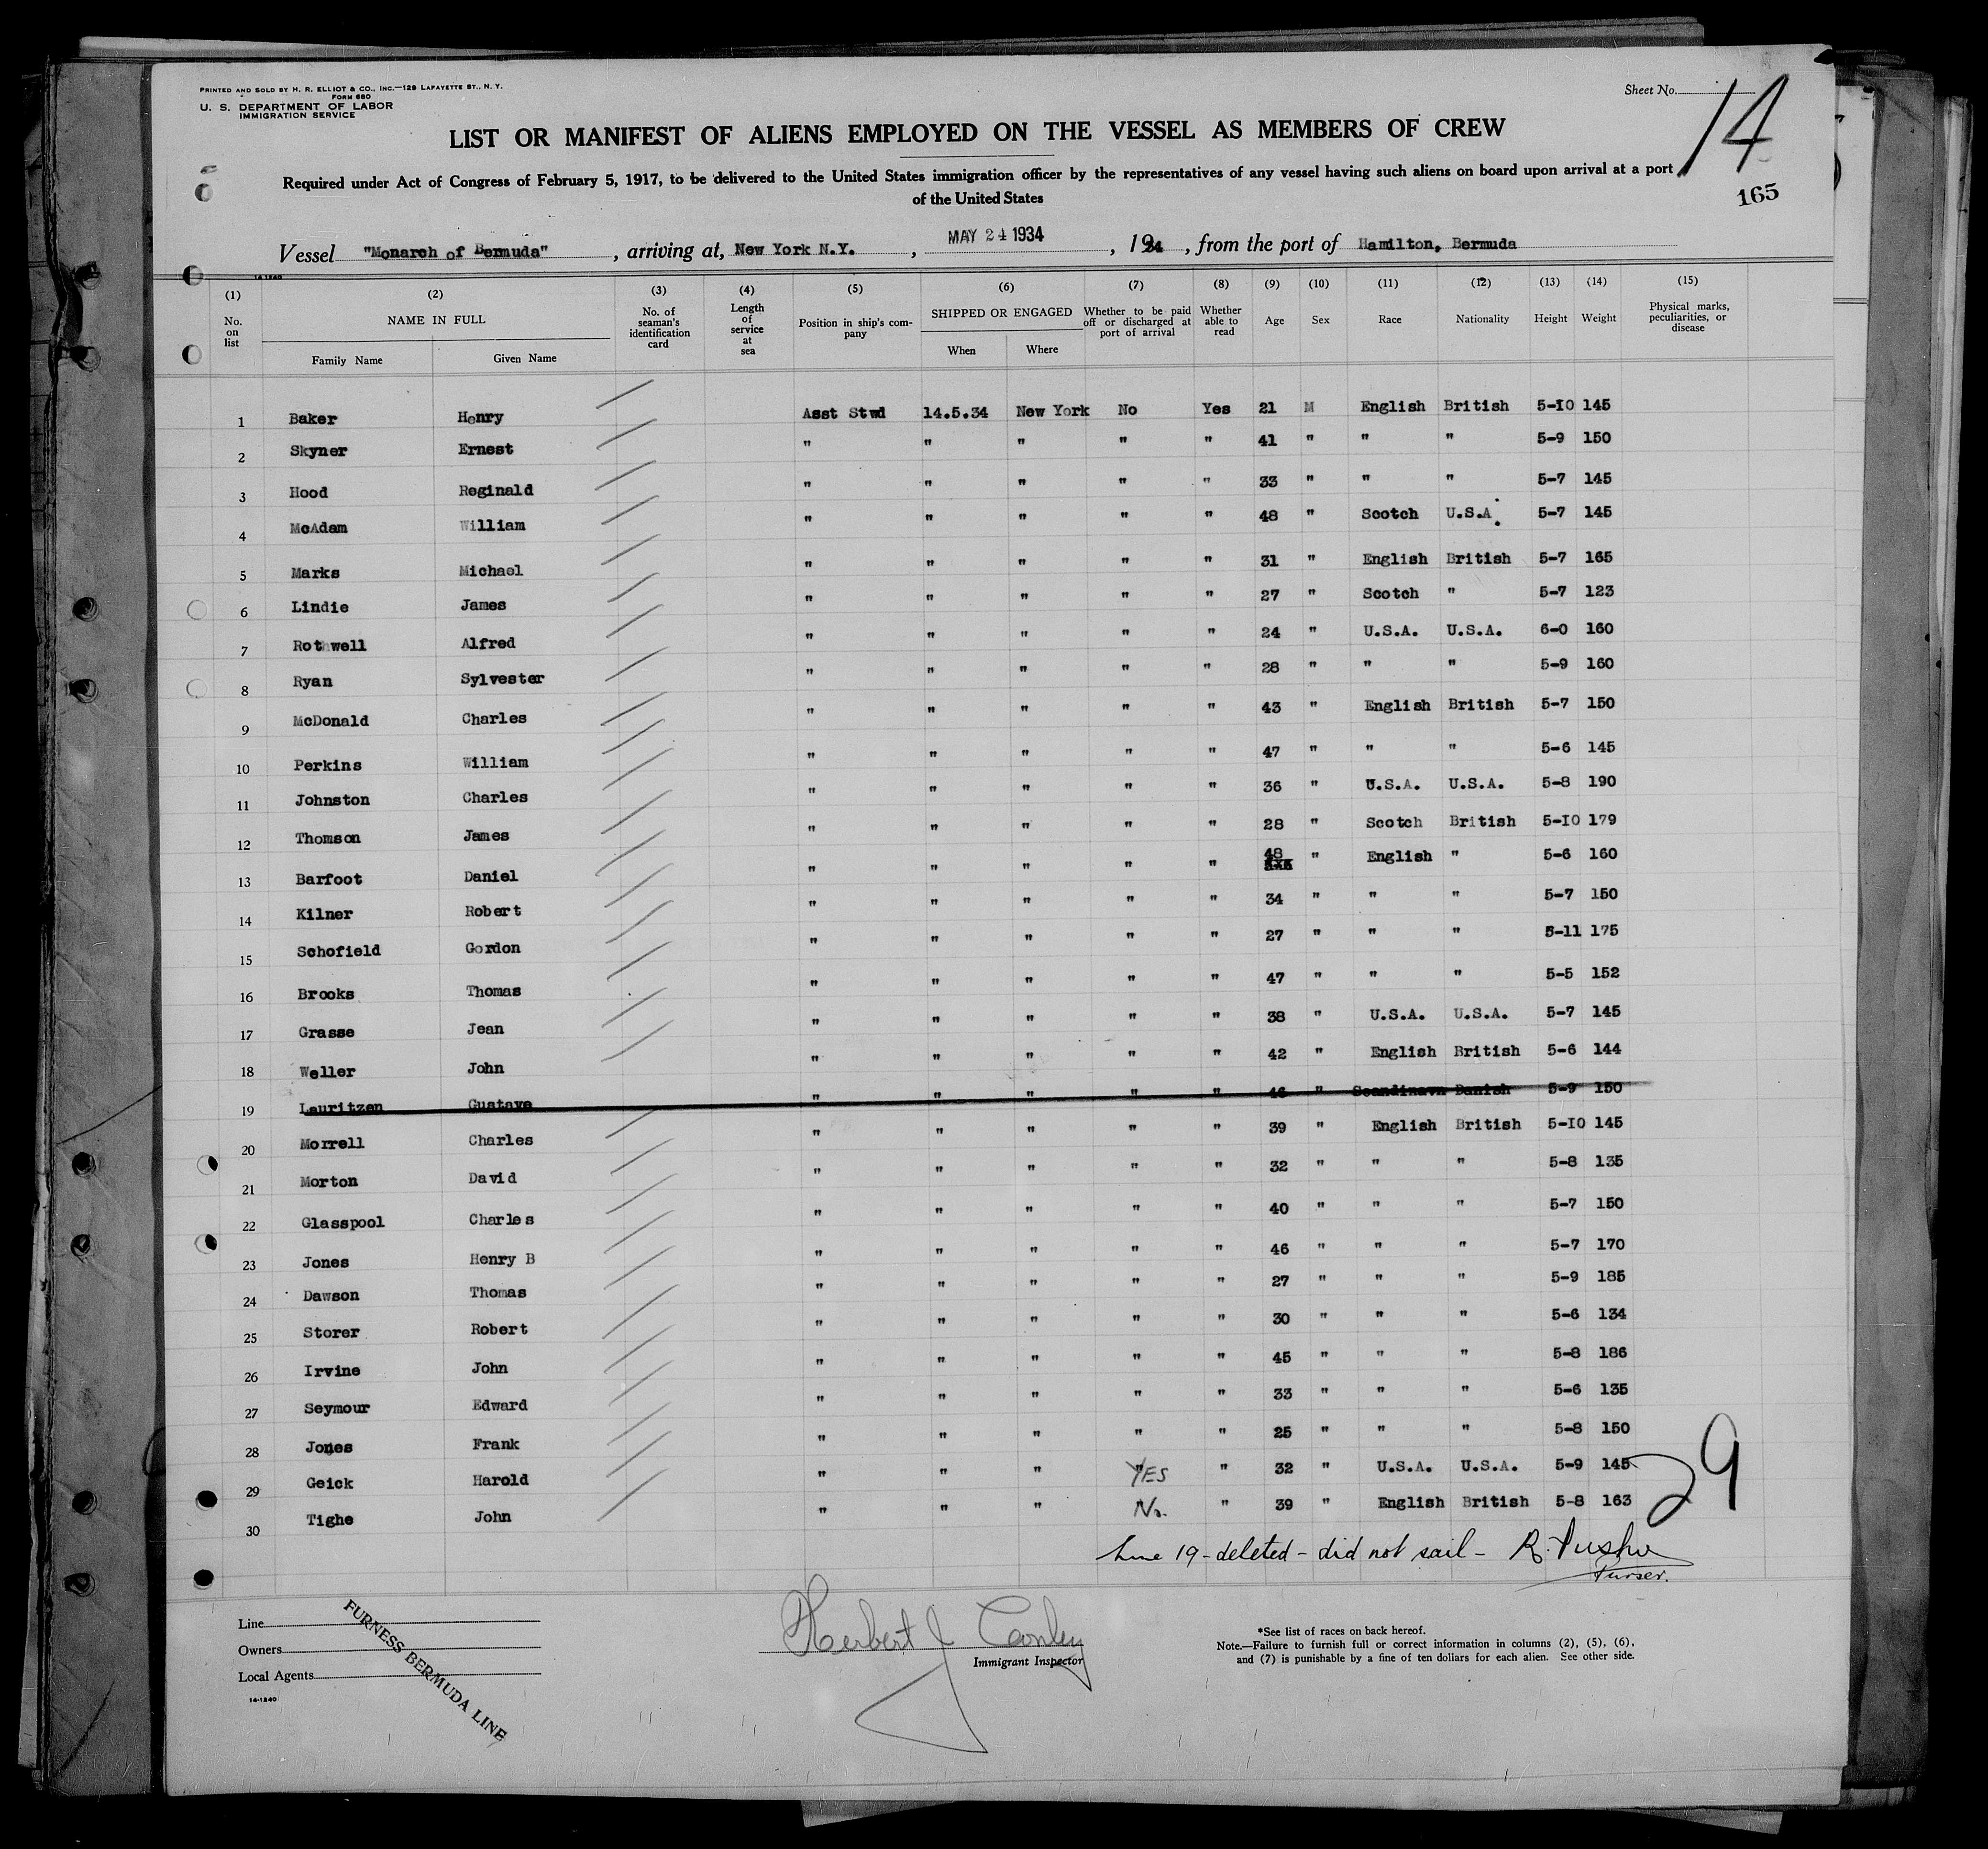 PRINTED AND SOLD BY H. R. ELLIOT & CO., INC.—129 LAFAYETTE ST., N. Y.
FORM 680
U. S. DEPARTMENT OF LABOR
IMMIGRATION SERVICE
Sheet No. 14
LIST OR MANIFEST OF ALIENS EMPLOYED ON THE VESSEL AS MEMBERS OF CREW
Required under Act of Congress of February 5, 1917, to be delivered to the United States immigration officer by the representatives of any vessel having such aliens on board upon arrival at a port
of the United States
165
Vessel "Monarch of Bermuda" , arriving at, New York N.Y. , MAY 24 1934 , 1934 , from the port of Hamilton, Bermuda
14-1240
(1) (2) (3) (4) (5) (6) (7) (8) (9) (10) (11) (12) (13) (14) (15)
No. on list NAME IN FULL Family Name Given Name No. of seaman's identification card Length of service at sea Position in ship's company SHIPPED OR ENGAGED When Where Whether to be paid off or discharged at port of arrival Whether able to read Age Sex Race Nationality Height Weight Physical marks, peculiarities, or disease
1 Baker Henry Asst Stwd 14.5.34 New York No Yes 21 M English British 5-10 145
2 Skyner Ernest " " " " " 41 " " " 5-9 150
3 Hood Reginald " " " " " 33 " " " 5-7 145
4 McAdam William " " " " " 48 " Scotch U.S.A. 5-7 145
5 Marks Michael " " " " " 31 " English British 5-7 165
6 Lindie James " " " " " 27 " Scotch " 5-7 123
7 Rothwell Alfred " " " " " 24 " U.S.A. U.S.A. 6-0 160
8 Ryan Sylvester " " " " " 28 " " " 5-9 160
9 McDonald Charles " " " " " 43 " English British 5-7 150
10 Perkins William " " " " " 47 " " " 5-6 145
11 Johnston Charles " " " " " 36 " U.S.A. U.S.A. 5-8 190
12 Thomson James " " " " " 28 " Scotch British 5-10 179
13 Barfoot Daniel " " " " " 48 " English " 5-6 160
14 Kilner Robert " " " " " 34 " " " 5-7 150
15 Schofield Gordon " " " " " 27 " " " 5-11 175
16 Brooks Thomas " " " " " 47 " " " 5-5 152
17 Grasse Jean " " " " " 38 " U.S.A. U.S.A. 5-7 145
18 Weller John " " " " " 42 " English British 5-6 144
19 Lauritzen Gustave " " " " " 46 " Scandinavn Danish 5-9 150
20 Morrell Charles " " " " " 39 " English British 5-10 145
21 Morton David " " " " " 32 " " " 5-8 135
22 Glasspool Charles " " " " " 40 " " " 5-7 150
23 Jones Henry B " " " " " 46 " " " 5-7 170
24 Dawson Thomas " " " " " 27 " " " 5-9 185
25 Storer Robert " " " " " 30 " " " 5-6 134
26 Irvine John " " " " " 45 " " " 5-8 186
27 Seymour Edward " " " " " 33 " " " 5-6 135
28 Jones Frank " " " " " 25 " " " 5-8 150
29 Geick Harold " " " YES " 32 " U.S.A. U.S.A. 5-9 145
30 Tighe John " " " No. " 39 " English British 5-8 163
29
Line 19 - deleted - did not sail - R.
Purser.
Line
Owners
Local Agents
FURNESS BERMUDA LINE
14-1240
Herbert J Conley
Immigrant Inspector
*See list of races on back hereof.
Note.—Failure to furnish full or correct information in columns (2), (5), (6),
and (7) is punishable by a fine of ten dollars for each alien. See other side.